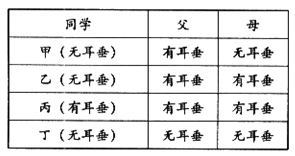 同学 父 母
甲（无耳垂） 有耳垂 无耳垂
乙（无耳垂） 有耳垂 有耳垂
丙（有耳垂） 有耳垂 有耳垂
丁（无耳垂） 无耳垂 无耳垂